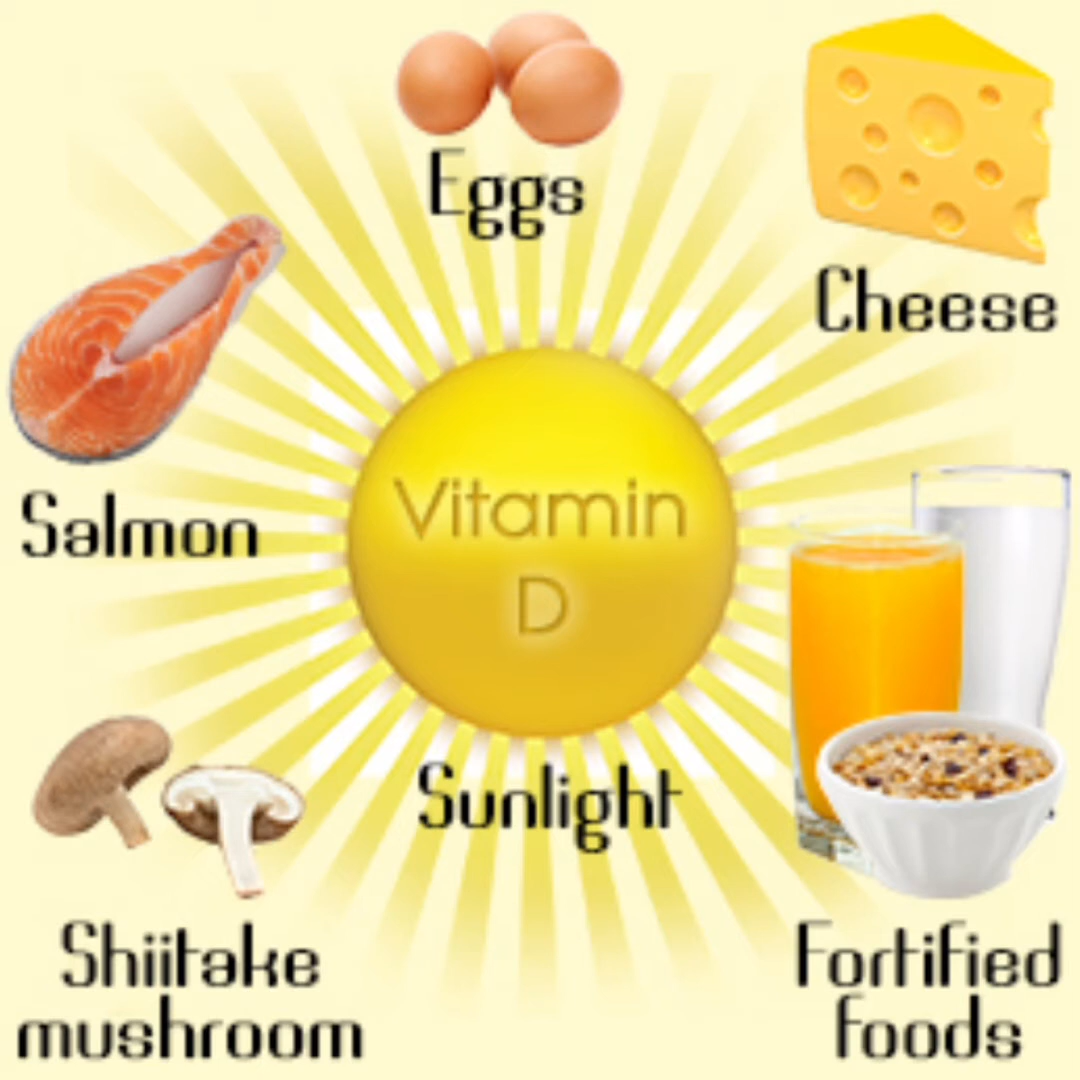 Eggs
Cheese
Salmon
Vitamin
D
Sunlight
Shiitake
mushroom
Fortified
foods